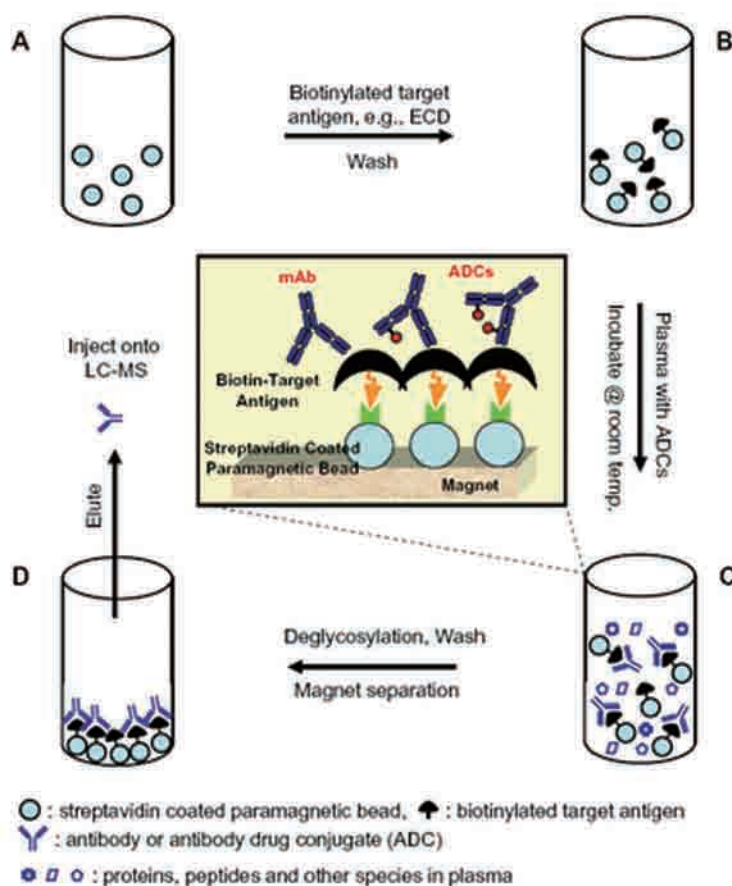 A
B
Biotinylated target
antigen, e.g., ECD
Wash
mAb
ADCs
Biotin-Target
Antigen
Streptavidin Coated
Paramagnetic Bead
Magnet
Plasma with ADCs
Incubate @ room temp.
Inject onto
LC-MS
Elute
D
C
Deglycosylation, Wash
Magnet separation
: streptavidin coated paramagnetic bead, : biotinylated target antigen
: antibody or antibody drug conjugate (ADC)
: proteins, peptides and other species in plasma